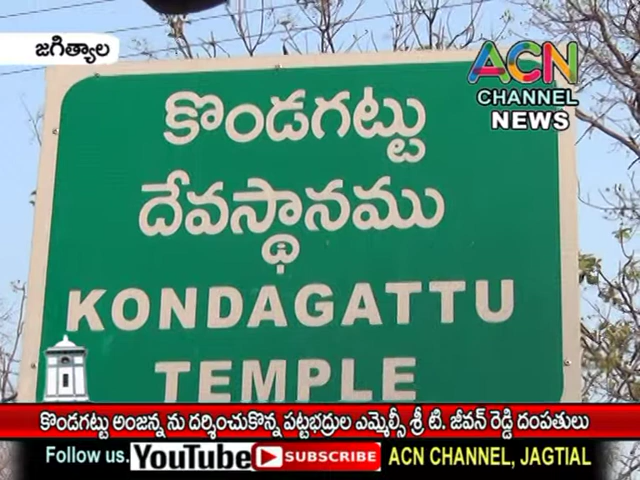 జగిత్యాల
ACN
CHANNEL
NEWS
కొండగట్టు
దేవస్థానము
KONDAGATTU
TEMPLE
కొండగట్టు అంజన్న ను దర్శించుకొన్న పట్టభద్రుల ఎమ్మెల్సీ శ్రీ టి. జీవన్ రెడ్డి దంపతులు
Follow us. YouTube SUBSCRIBE ACN CHANNEL, JAGTIAL